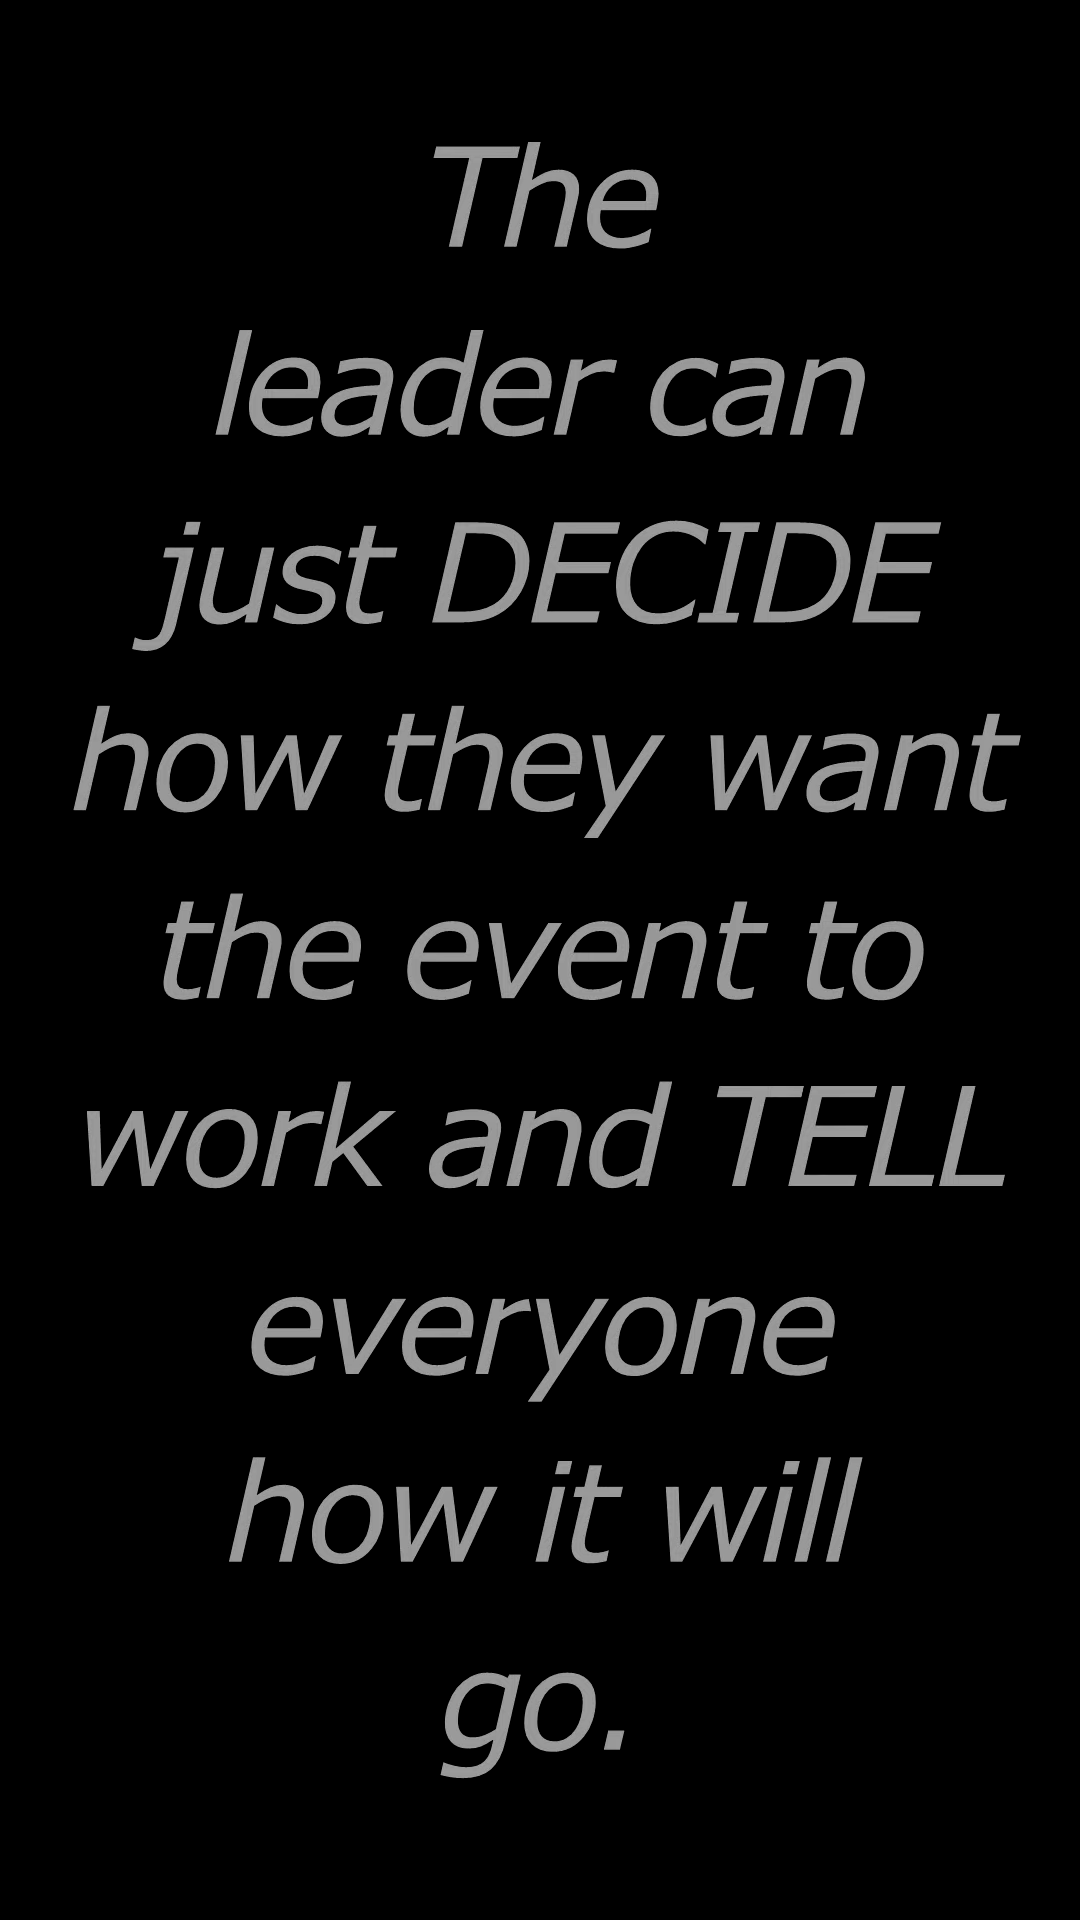 The
leader can
just DECIDE
how they want
the event to
work and TELL
everyone
how it will
go.